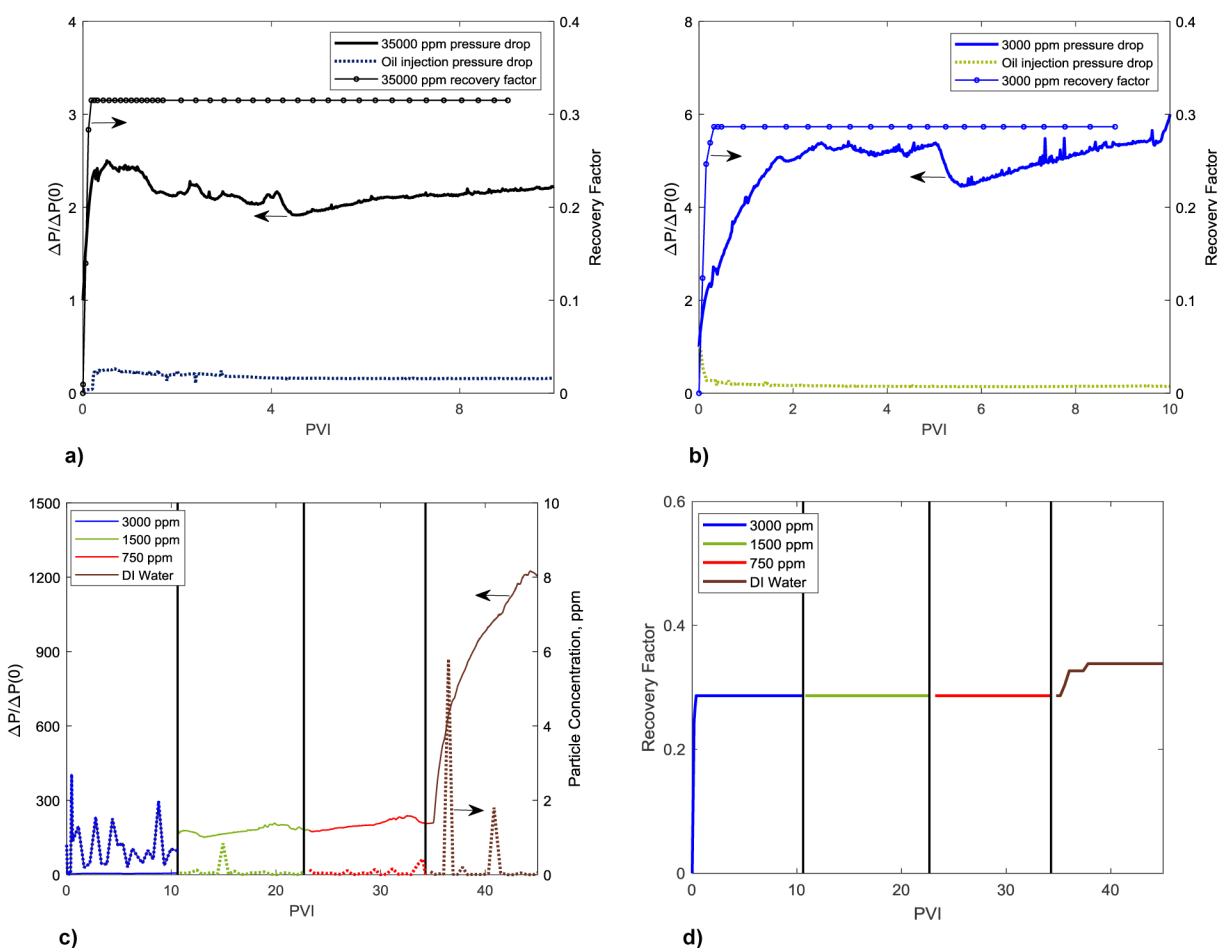 4
3
2
1
0
0.4
0.3
0.2
0.1
0
0
4
8
ΔP/ΔP(0)
Recovery Factor
PVI
35000 ppm pressure drop
Oil injection pressure drop
35000 ppm recovery factor
a)
8
6
4
2
0
0.4
0.3
0.2
0.1
0
0
2
4
6
8
10
ΔP/ΔP(0)
Recovery Factor
PVI
3000 ppm pressure drop
Oil injection pressure drop
3000 ppm recovery factor
b)
1500
1200
900
600
300
0
10
8
6
4
2
0
0
10
20
30
40
ΔP/ΔP(0)
Particle Concentration, ppm
PVI
3000 ppm
1500 ppm
750 ppm
DI Water
c)
0.6
0.4
0.2
0
0
10
20
30
40
Recovery Factor
PVI
3000 ppm
1500 ppm
750 ppm
DI Water
d)